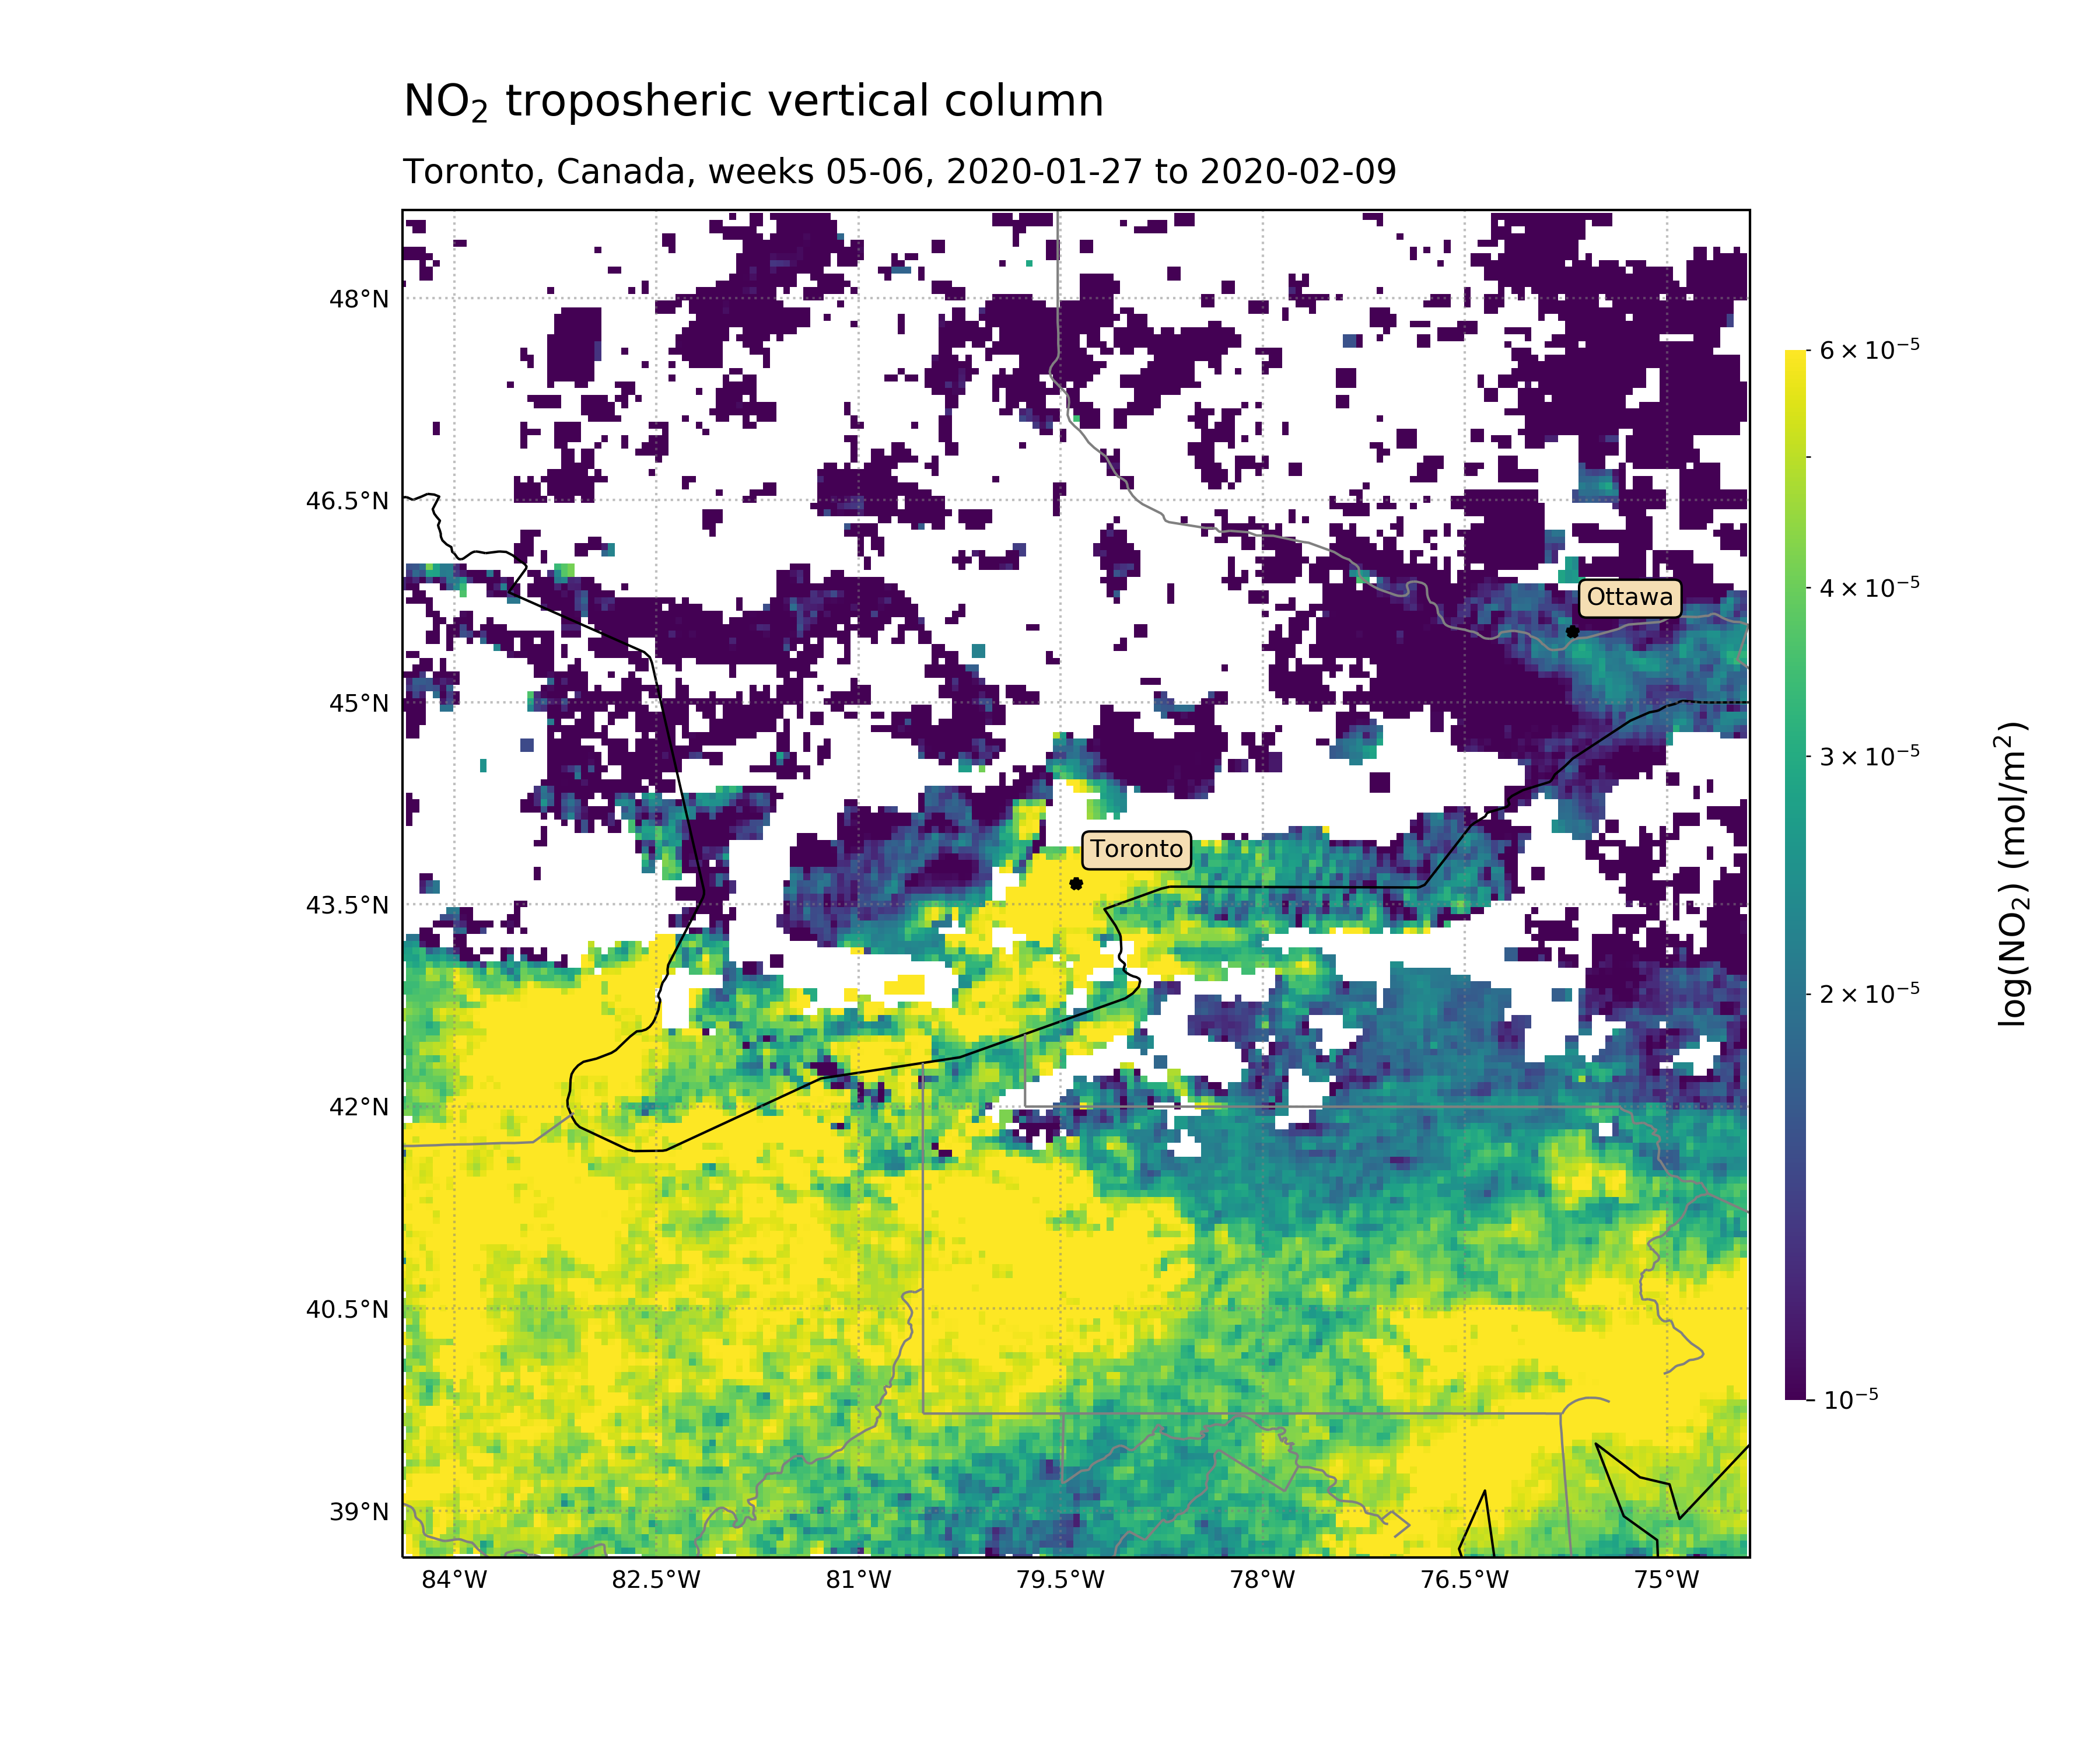 NO₂ troposheric vertical column
Toronto, Canada, weeks 05-06, 2020-01-27 to 2020-02-09
48°N
46.5°N
45°N
43.5°N
42°N
40.5°N
39°N
84°W 82.5°W 81°W 79.5°W 78°W 76.5°W 75°W
Ottawa
Toronto
6 × 10⁻⁵
4 × 10⁻⁵
3 × 10⁻⁵
2 × 10⁻⁵
10⁻⁵
log(NO₂) (mol/m²)